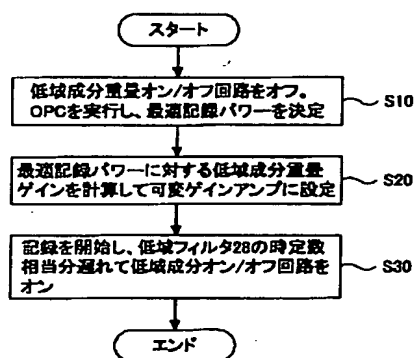 スタート
低域成分重畳オン/オフ回路をオフ。
OPCを実行し、最適記録パワーを決定
S10
最適記録パワーに対する低域成分重畳
ゲインを計算して可変ゲインアンプに設定
S20
記録を開始し、低域フィルタ28の時定数
相当分遅れて低域成分オン/オフ回路を
オン
S30
エンド